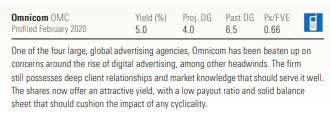 Omnicom OMC Yield (%) Proj. DG Past DG Px/FVE
Profiled February 2020 5.0 4.0 6.5 0.66
One of the four large, global advertising agencies, Omnicom has been beaten up on
concerns around the rise of digital advertising, among other headwinds. The firm
still possesses deep client relationships and market knowledge that should serve it well.
The shares now offer an attractive yield, with a low payout ratio and solid balance
sheet that should cushion the impact of any cyclicality.